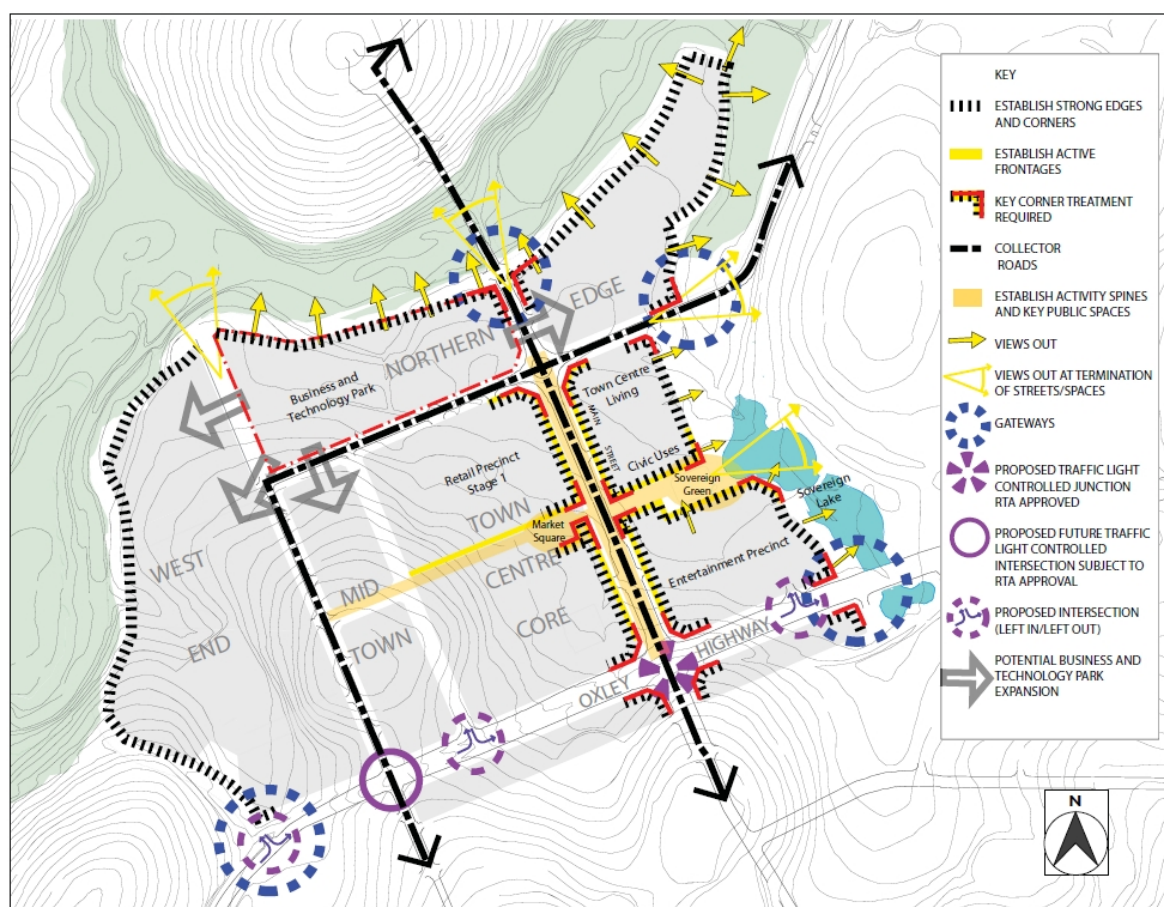 KEY
ESTABLISH STRONG EDGES
AND CORNERS
ESTABLISH ACTIVE
FRONTAGES
KEY CORNER TREATMENT
REQUIRED
COLLECTOR
ROADS
ESTABLISH ACTIVITY SPINES
AND KEY PUBLIC SPACES
VIEWS OUT
VIEWS OUT AT TERMINATION
OF STREETS/SPACES
GATEWAYS
PROPOSED TRAFFIC LIGHT
CONTROLLED JUNCTION
RTA APPROVED
PROPOSED FUTURE TRAFFIC
LIGHT CONTROLLED
INTERSECTION SUBJECT TO
RTA APPROVAL
PROPOSED INTERSECTION
(LEFT IN/LEFT OUT)
POTENTIAL BUSINESS AND
TECHNOLOGY PARK
EXPANSION
N
NORTHERN EDGE
Business and
Technology Park
Town Centre
Living
MAIN STREET
Civic Uses
Retail Precinct
Stage 1
Sovereign
Green
Sovereign
Lake
Market
Square
Entertainment Precinct
TOWN
CENTRE
CORE
MID
TOWN
WEST
END
OXLEY HIGHWAY